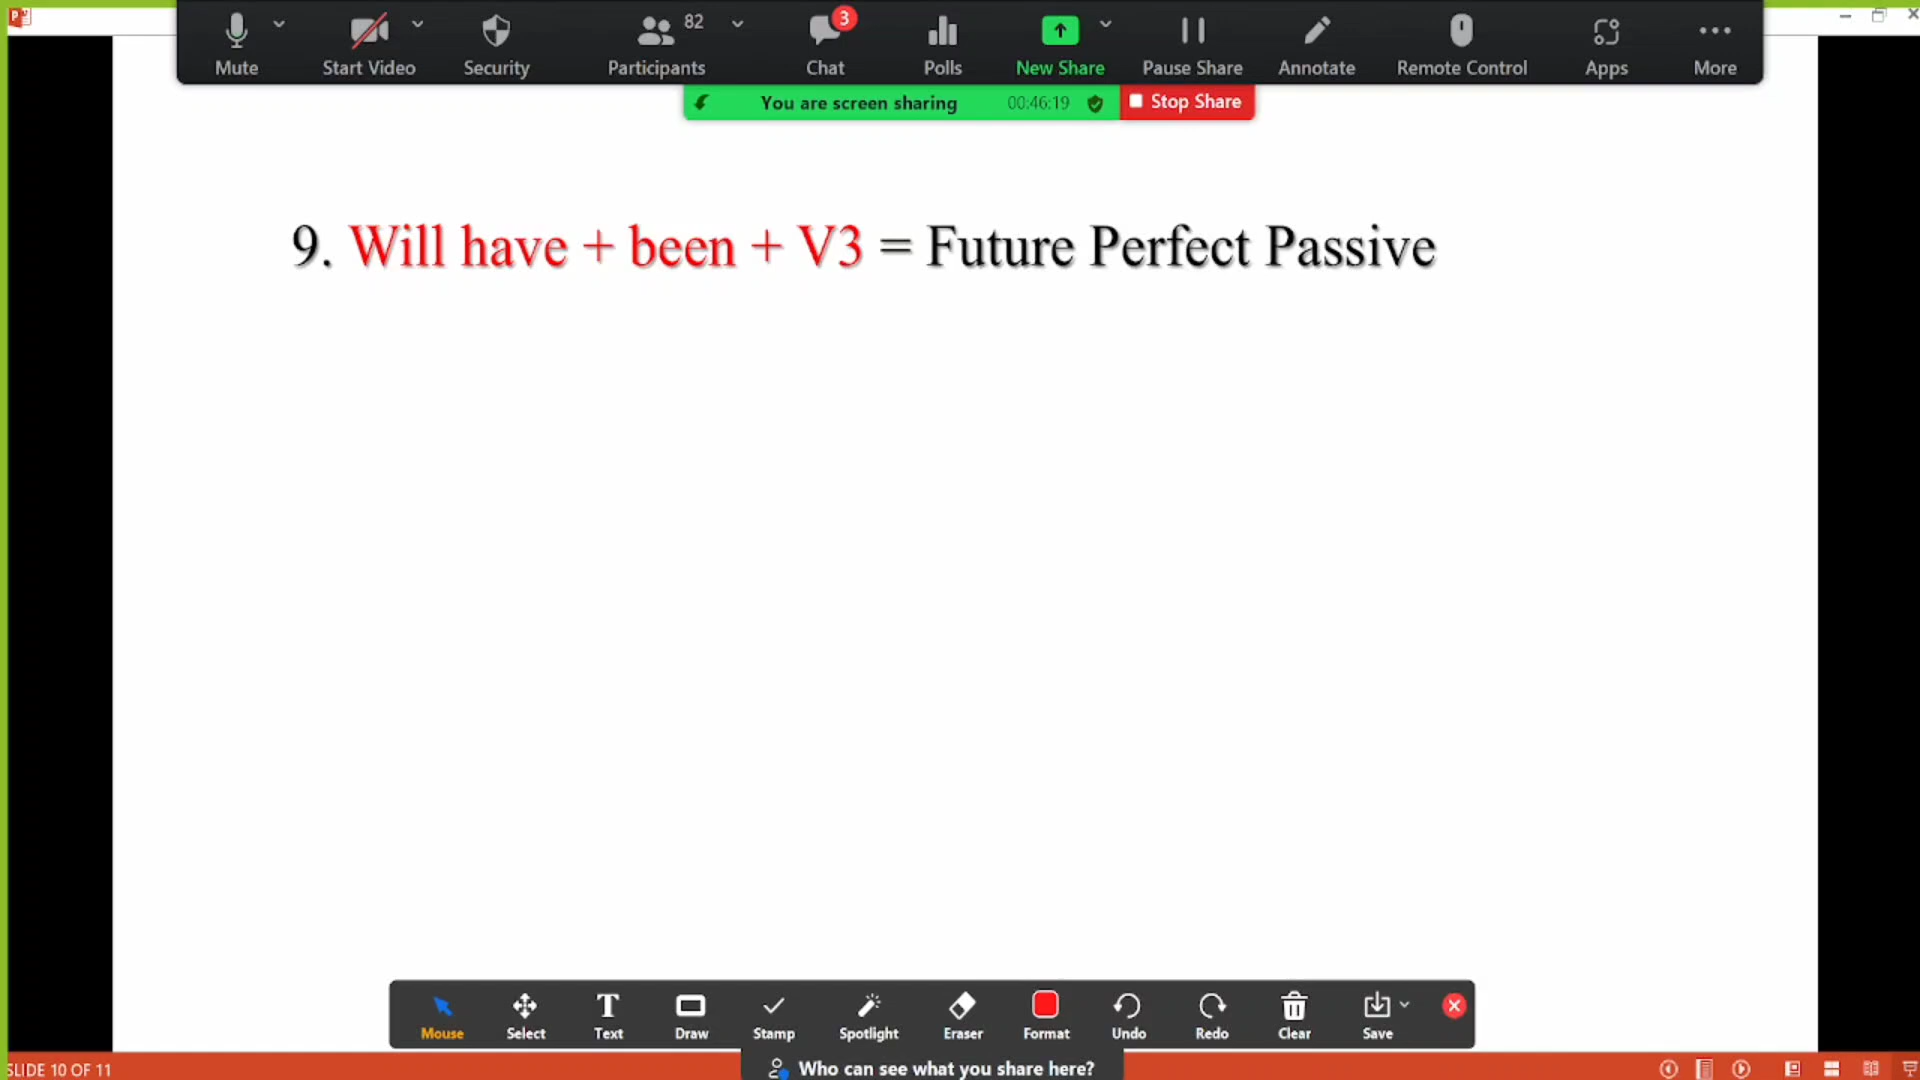 Mute
Start Video
Security
Participants
82
Chat
3
Polls
New Share
Pause Share
Annotate
Remote Control
Apps
More
You are screen sharing
00:46:19
Stop Share
9. Will have + been + V3 = Future Perfect Passive
Mouse
Select
Text
Draw
Stamp
Spotlight
Eraser
Format
Undo
Redo
Clear
Save
Who can see what you share here?
SLIDE 10 OF 11